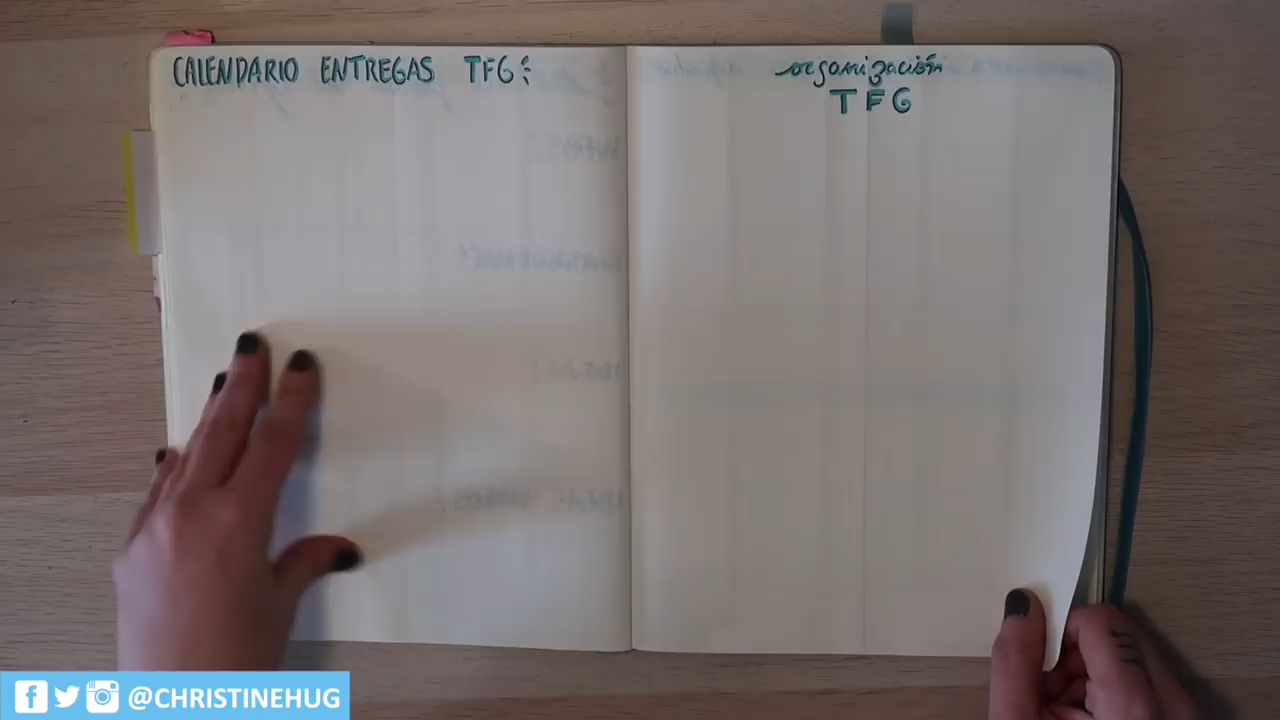 CALENDARIO ENTREGAS TFG:
organización
TFG
@CHRISTINEHUG